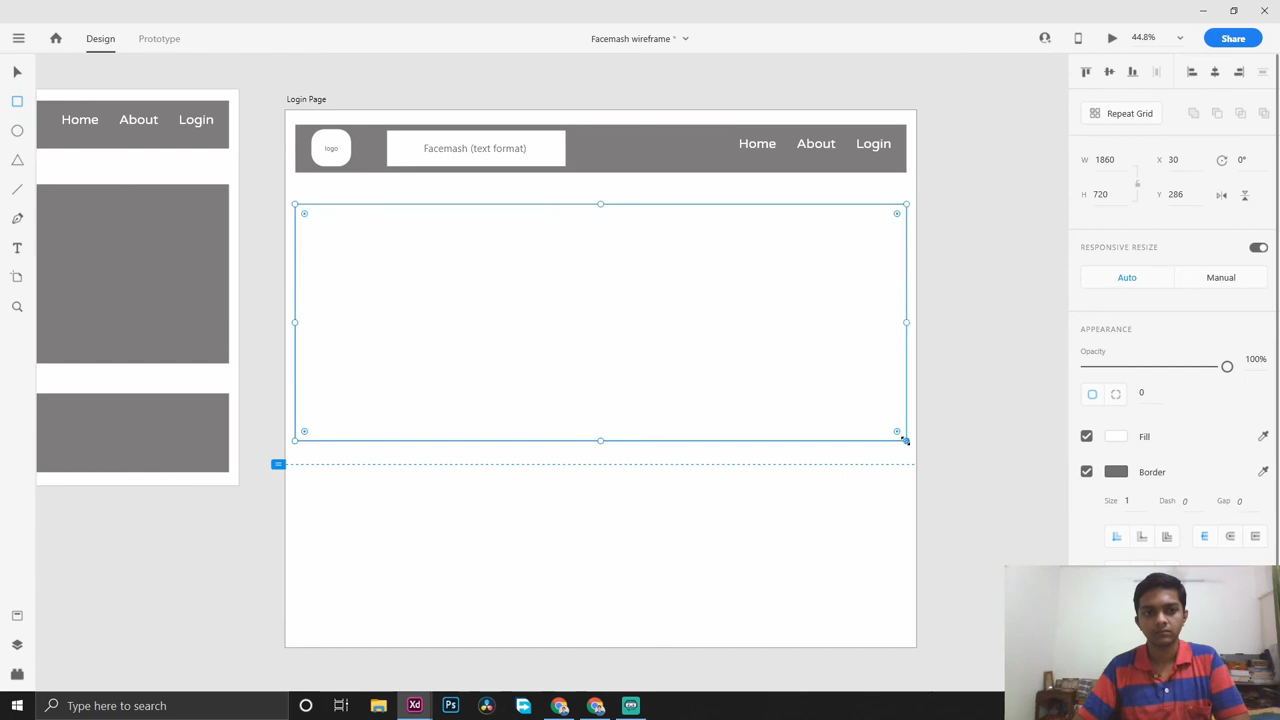 Design
Prototype
Facemash wireframe *
44.8%
Share
Home About Login
Login Page
logo
Facemash (text format)
Home About Login
Repeat Grid
W 1860 X 30 0°
H 720 Y 286
RESPONSIVE RESIZE
Auto Manual
APPEARANCE
Opacity
100%
0
Fill
Border
Size 1 Dash 0 Gap 0
T
Xd
Ps
Type here to search